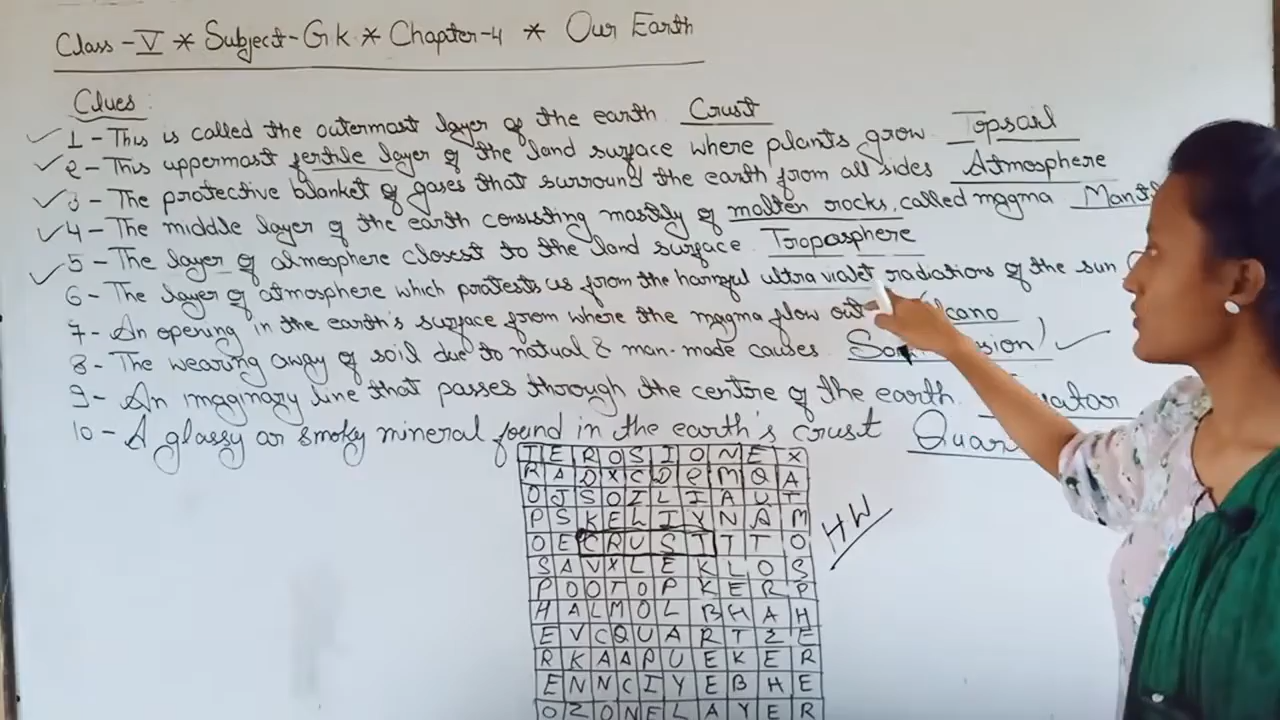 Class-V * Subject-G.k * Chapter-4 * Our Earth
Clues:
1- This is called the outermost layer of the earth. Crust
2- This uppermost fertile layer of the land surface where plants grow. Topsoil
3- The protective blanket of gases that surround the earth from all sides Atmosphere
4- The middle layer of the earth consisting mostly of molten rocks, called magma
5- The layer of atmosphere closest to the land surface. Troposphere
6- The layer of atmosphere which protests us from the harmful ultra violet radiations of the sun
7- An opening in the earth's surface from where the magma flow out
8- The wearing away of soil due to natural & man-made causes.
9- An imaginary line that passes through the centre of the earth.
10- A glassy or smoky mineral found in the earth's crust
T E R O S I O N E X
R A D X C D P M Q A
O J S O I L I A U T
P S K E L I Y N A M
O E C R U S T T T O
S A V X L E K L O S
P O O T O P K E R P
H A L M O L B H A H
E V C Q U A R T Z E
R K A A P U E K E R
E N N C I Y E B H E
O Z O N E L A Y E R
HW